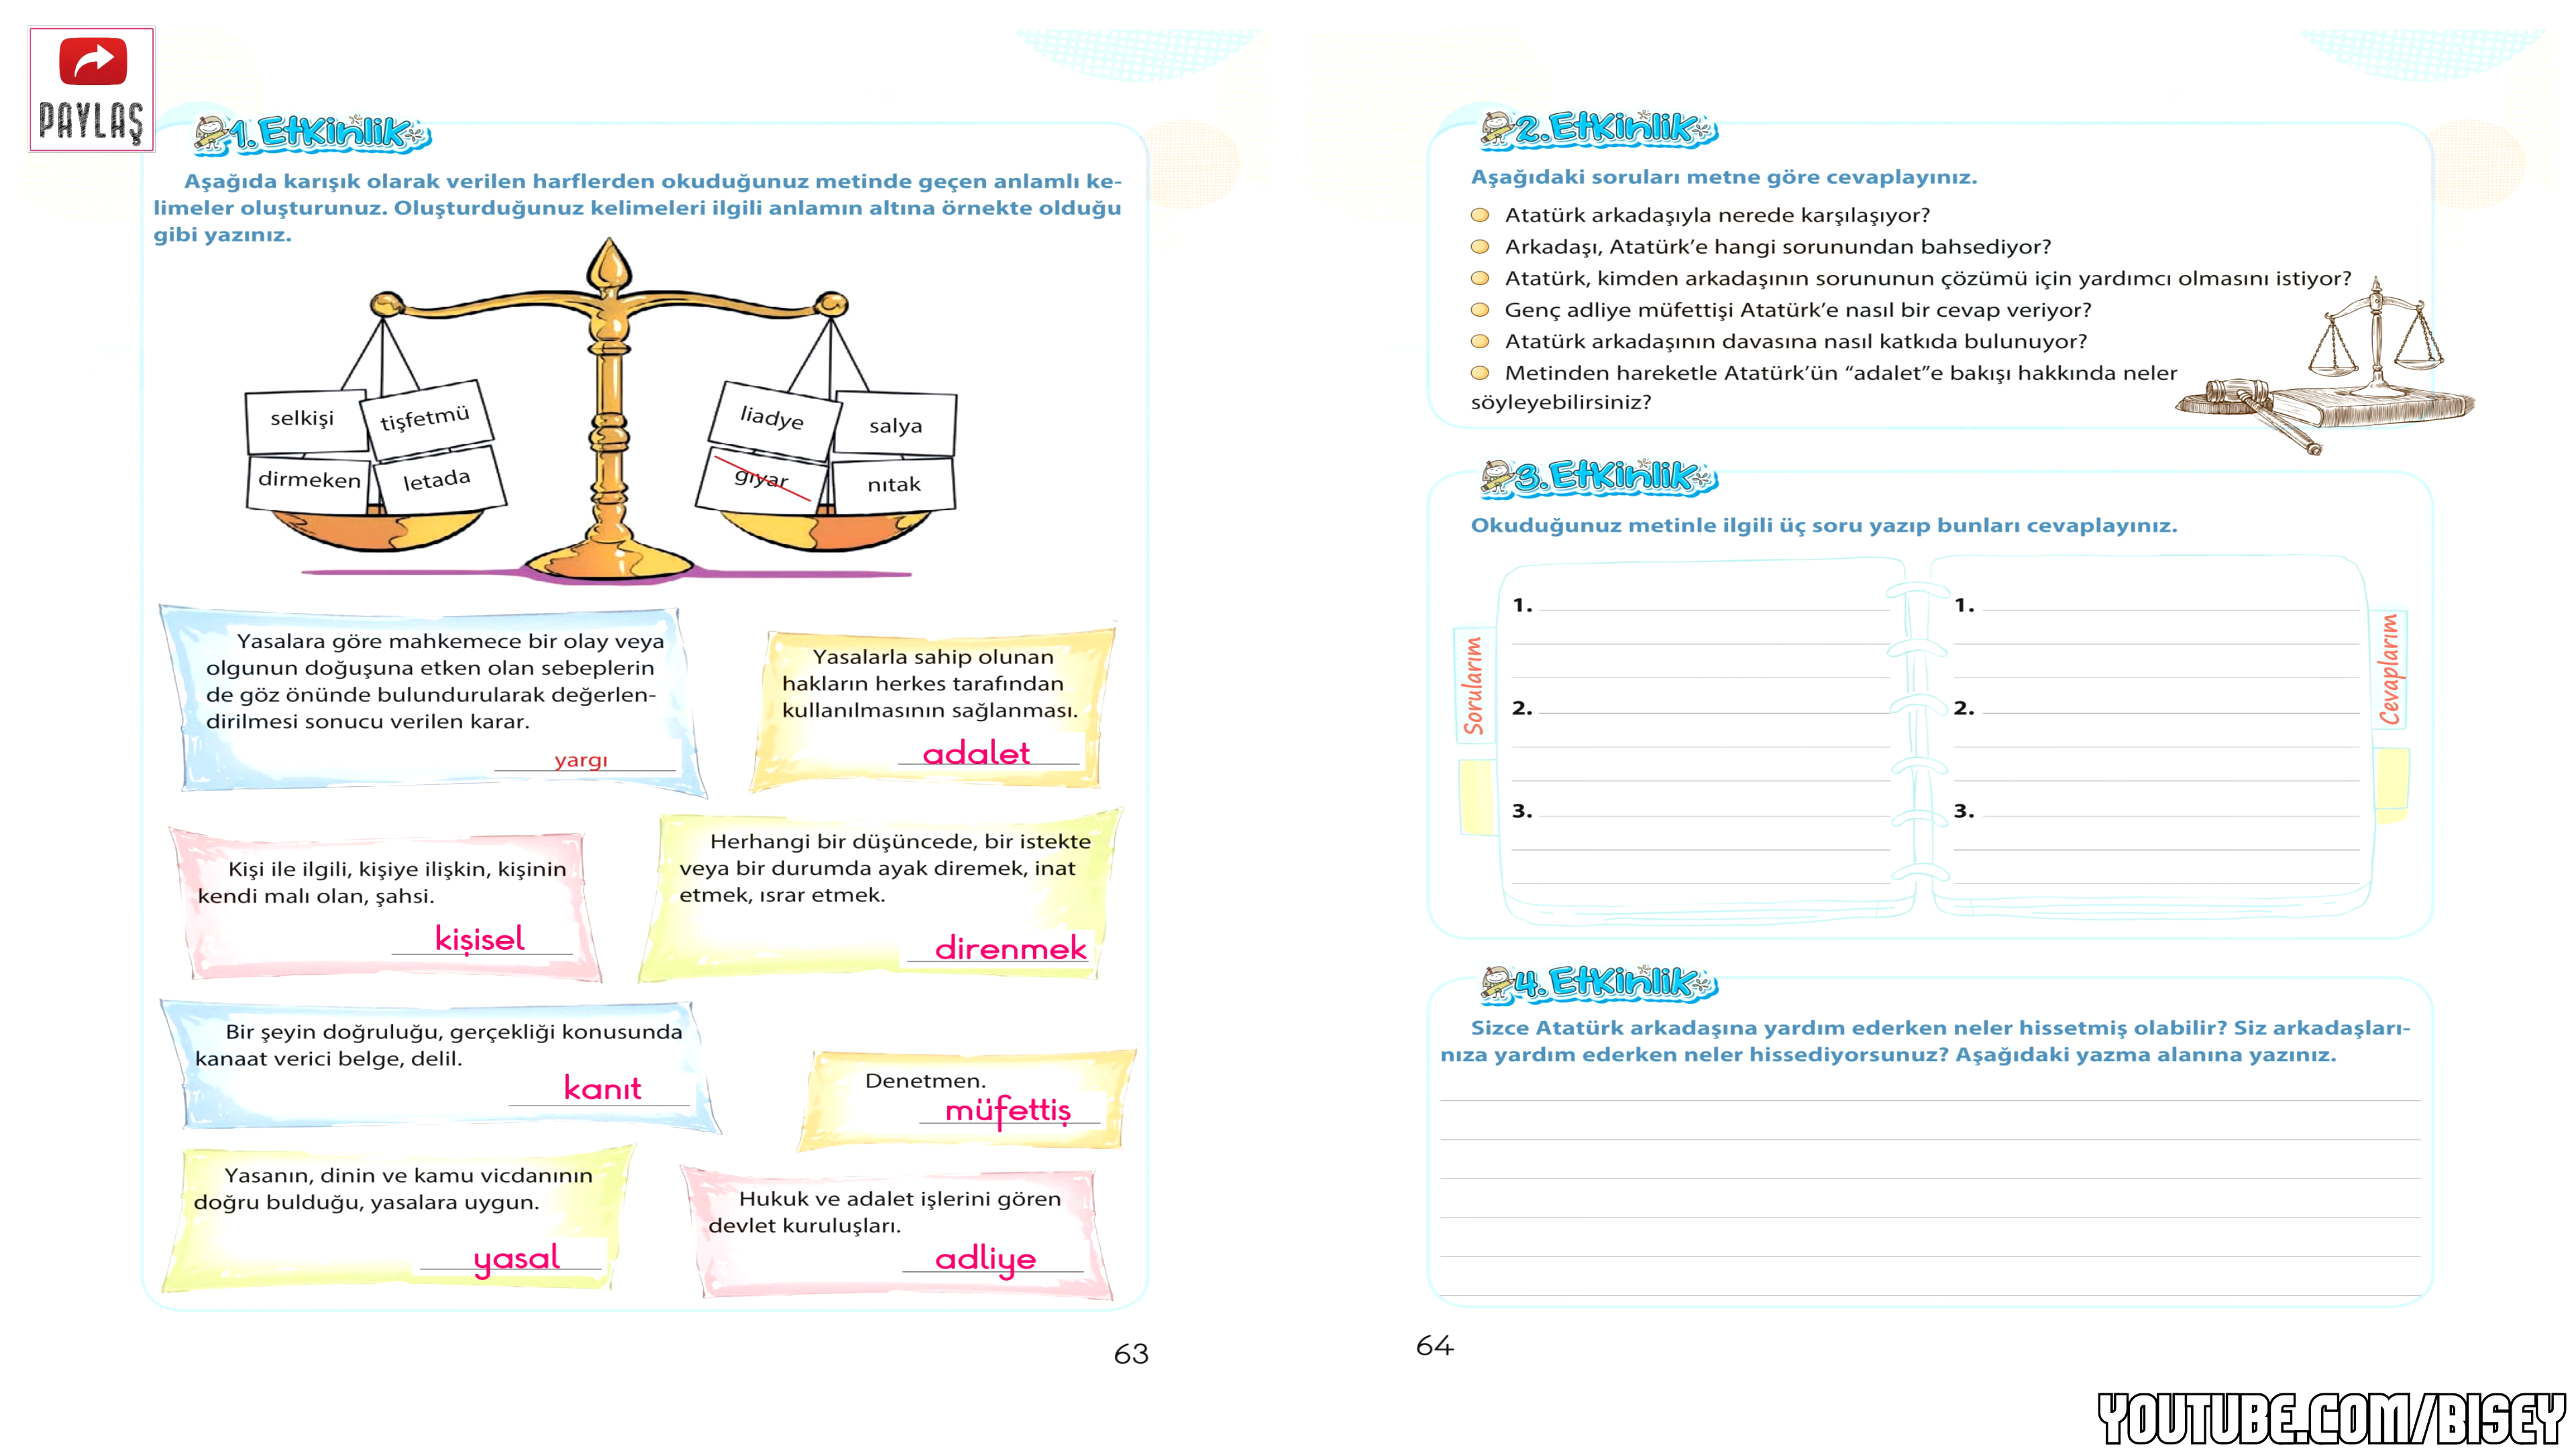 PAYLAŞ
1. Etkinlik
Aşağıda karışık olarak verilen harflerden okuduğunuz metinde geçen anlamlı ke-
limeler oluşturunuz. Oluşturduğunuz kelimeleri ilgili anlamın altına örnekte olduğu
gibi yazınız.
selkişi
tişfetmü
liadye
salya
dirmeken
letada
gıyar
nıtak
Yasalara göre mahkemece bir olay veya
olgunun doğuşuna etken olan sebeplerin
de göz önünde bulundurularak değerlen-
dirilmesi sonucu verilen karar.
yargı
Yasalarla sahip olunan
hakların herkes tarafından
kullanılmasının sağlanması.
adalet
Kişi ile ilgili, kişiye ilişkin, kişinin
kendi malı olan, şahsi.
kişisel
Herhangi bir düşüncede, bir istekte
veya bir durumda ayak diremek, inat
etmek, ısrar etmek.
direnmek
Bir şeyin doğruluğu, gerçekliği konusunda
kanaat verici belge, delil.
kanıt
Denetmen.
müfettiş
Yasanın, dinin ve kamu vicdanının
doğru bulduğu, yasalara uygun.
yasal
Hukuk ve adalet işlerini gören
devlet kuruluşları.
adliye
63
2. Etkinlik
Aşağıdaki soruları metne göre cevaplayınız.
Atatürk arkadaşıyla nerede karşılaşıyor?
Arkadaşı, Atatürk’e hangi sorunundan bahsediyor?
Atatürk, kimden arkadaşının sorununun çözümü için yardımcı olmasını istiyor?
Genç adliye müfettişi Atatürk’e nasıl bir cevap veriyor?
Atatürk arkadaşının davasına nasıl katkıda bulunuyor?
Metinden hareketle Atatürk’ün “adalet”e bakışı hakkında neler
söyleyebilirsiniz?
3. Etkinlik
Okuduğunuz metinle ilgili üç soru yazıp bunları cevaplayınız.
Sorularım
1.
2.
3.
Cevaplarım
1.
2.
3.
4. Etkinlik
Sizce Atatürk arkadaşına yardım ederken neler hissetmiş olabilir? Siz arkadaşları-
nıza yardım ederken neler hissediyorsunuz? Aşağıdaki yazma alanına yazınız.
64
YOUTUBE.COM/BISEY